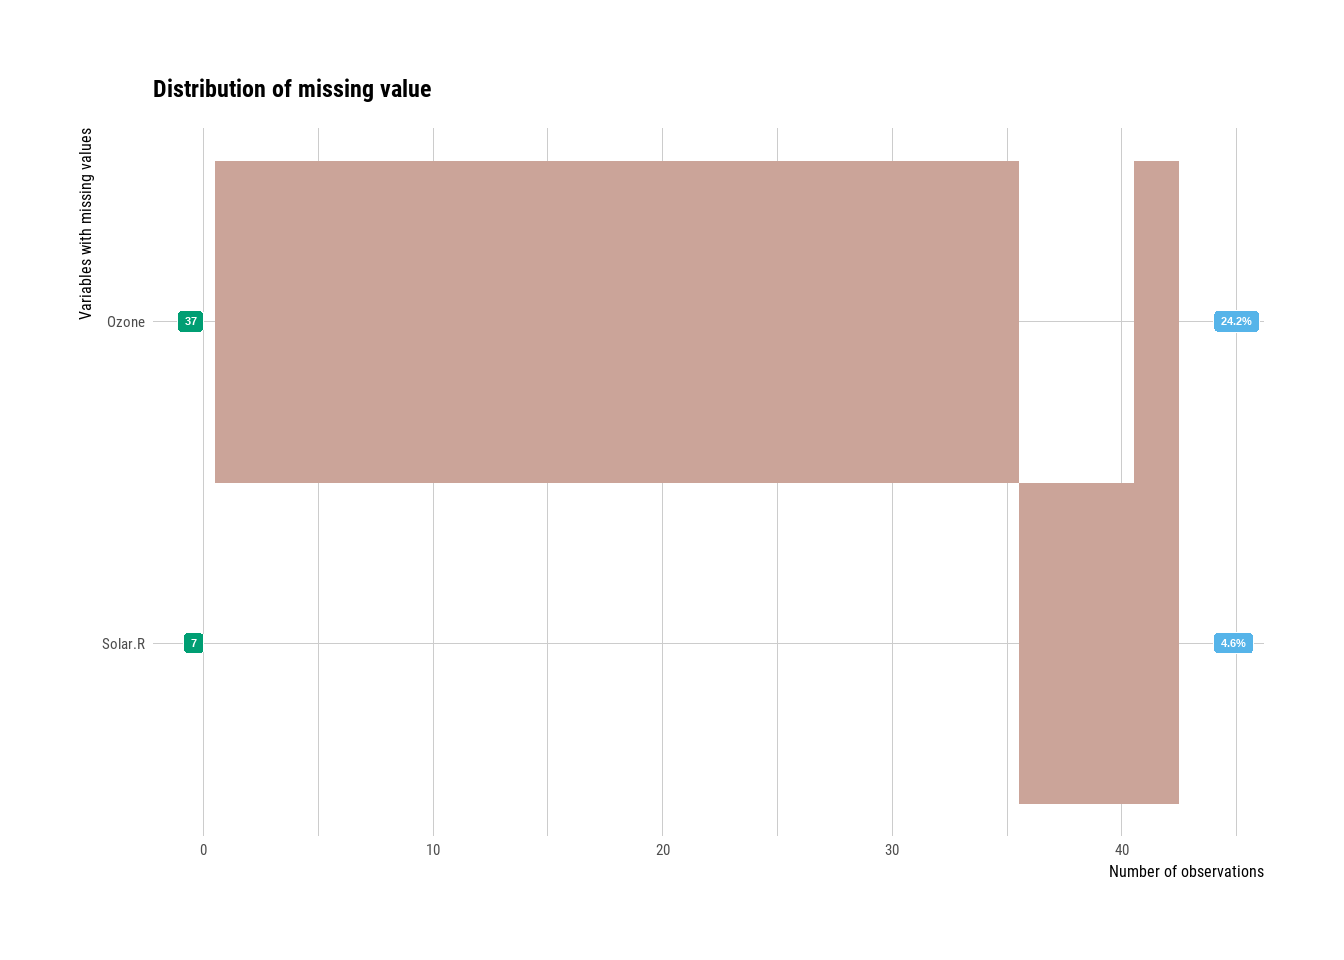 Distribution of missing value
Variables with missing values
Ozone
37
24.2%
Solar.R
7
4.6%
0
10
20
30
40
Number of observations